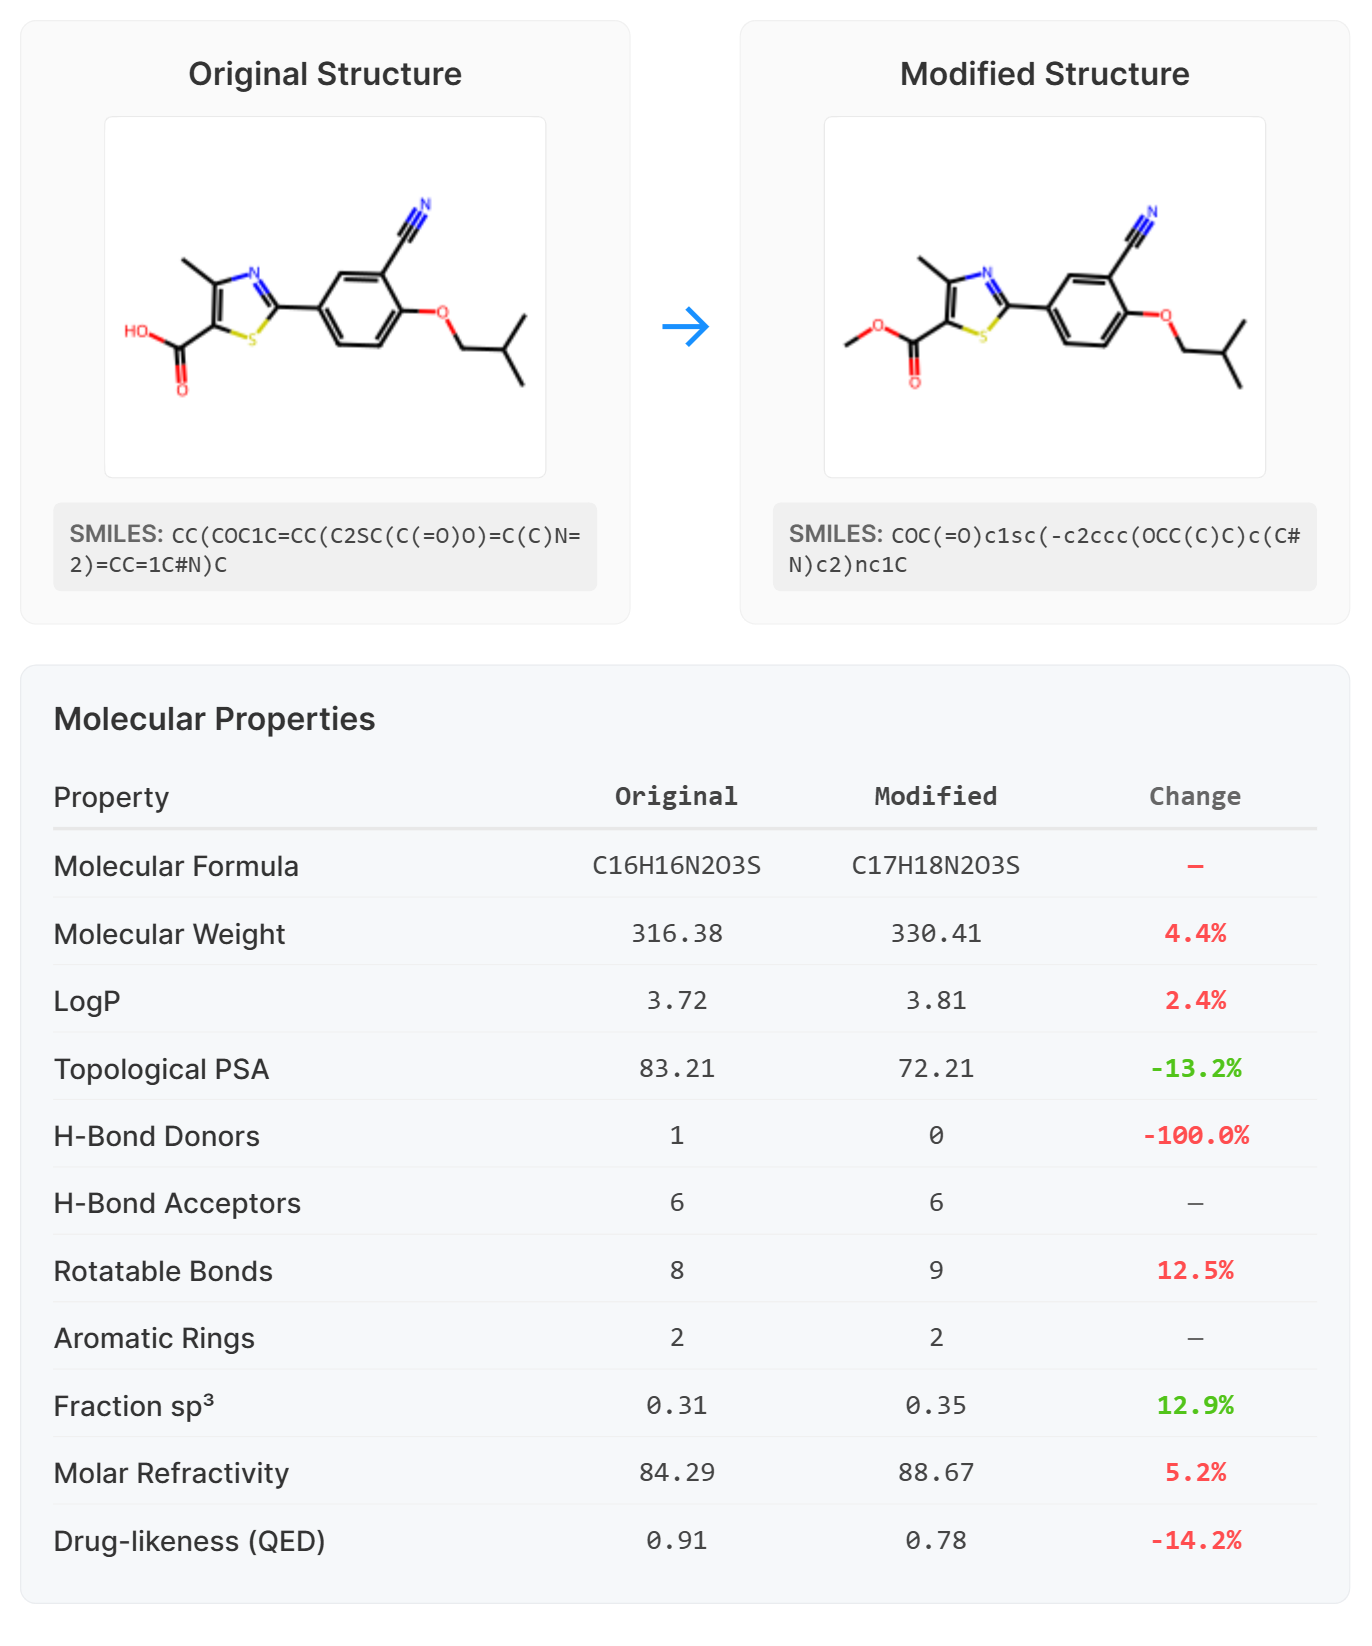 Original Structure
N
N
HO
S
O
O
SMILES: CC(COC1C=CC(C2SC(C(=O)O)=C(C)N=
2)=CC=1C#N)C
Modified Structure
N
N
O
S
O
O
SMILES: COC(=O)c1sc(-c2ccc(OCC(C)C)c(C#
N)c2)nc1C
Molecular Properties
Property Original Modified Change
Molecular Formula C16H16N2O3S C17H18N2O3S —
Molecular Weight 316.38 330.41 4.4%
LogP 3.72 3.81 2.4%
Topological PSA 83.21 72.21 -13.2%
H-Bond Donors 1 0 -100.0%
H-Bond Acceptors 6 6 —
Rotatable Bonds 8 9 12.5%
Aromatic Rings 2 2 —
Fraction sp³ 0.31 0.35 12.9%
Molar Refractivity 84.29 88.67 5.2%
Drug-likeness (QED) 0.91 0.78 -14.2%